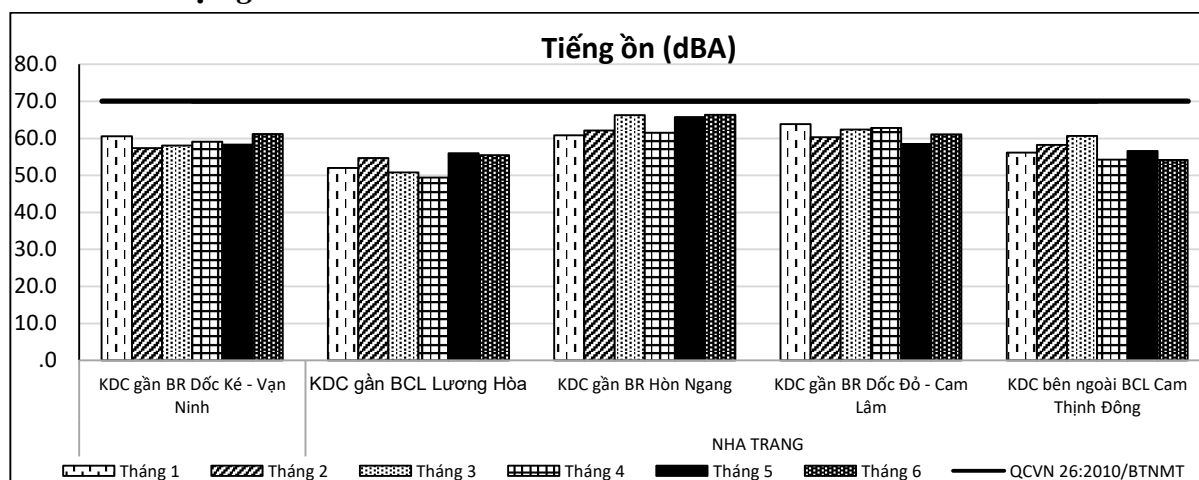 Tiếng ồn (dBA)
80.0
70.0
60.0
50.0
40.0
30.0
20.0
10.0
.0
KDC gần BR Dốc Ké - Vạn
Ninh
KDC gần BCL Lương Hòa
KDC gần BR Hòn Ngang
KDC gần BR Dốc Đỏ - Cam
Lâm
KDC bên ngoài BCL Cam
Thịnh Đông
NHA TRANG
Tháng 1
Tháng 2
Tháng 3
Tháng 4
Tháng 5
Tháng 6
QCVN 26:2010/BTNMT